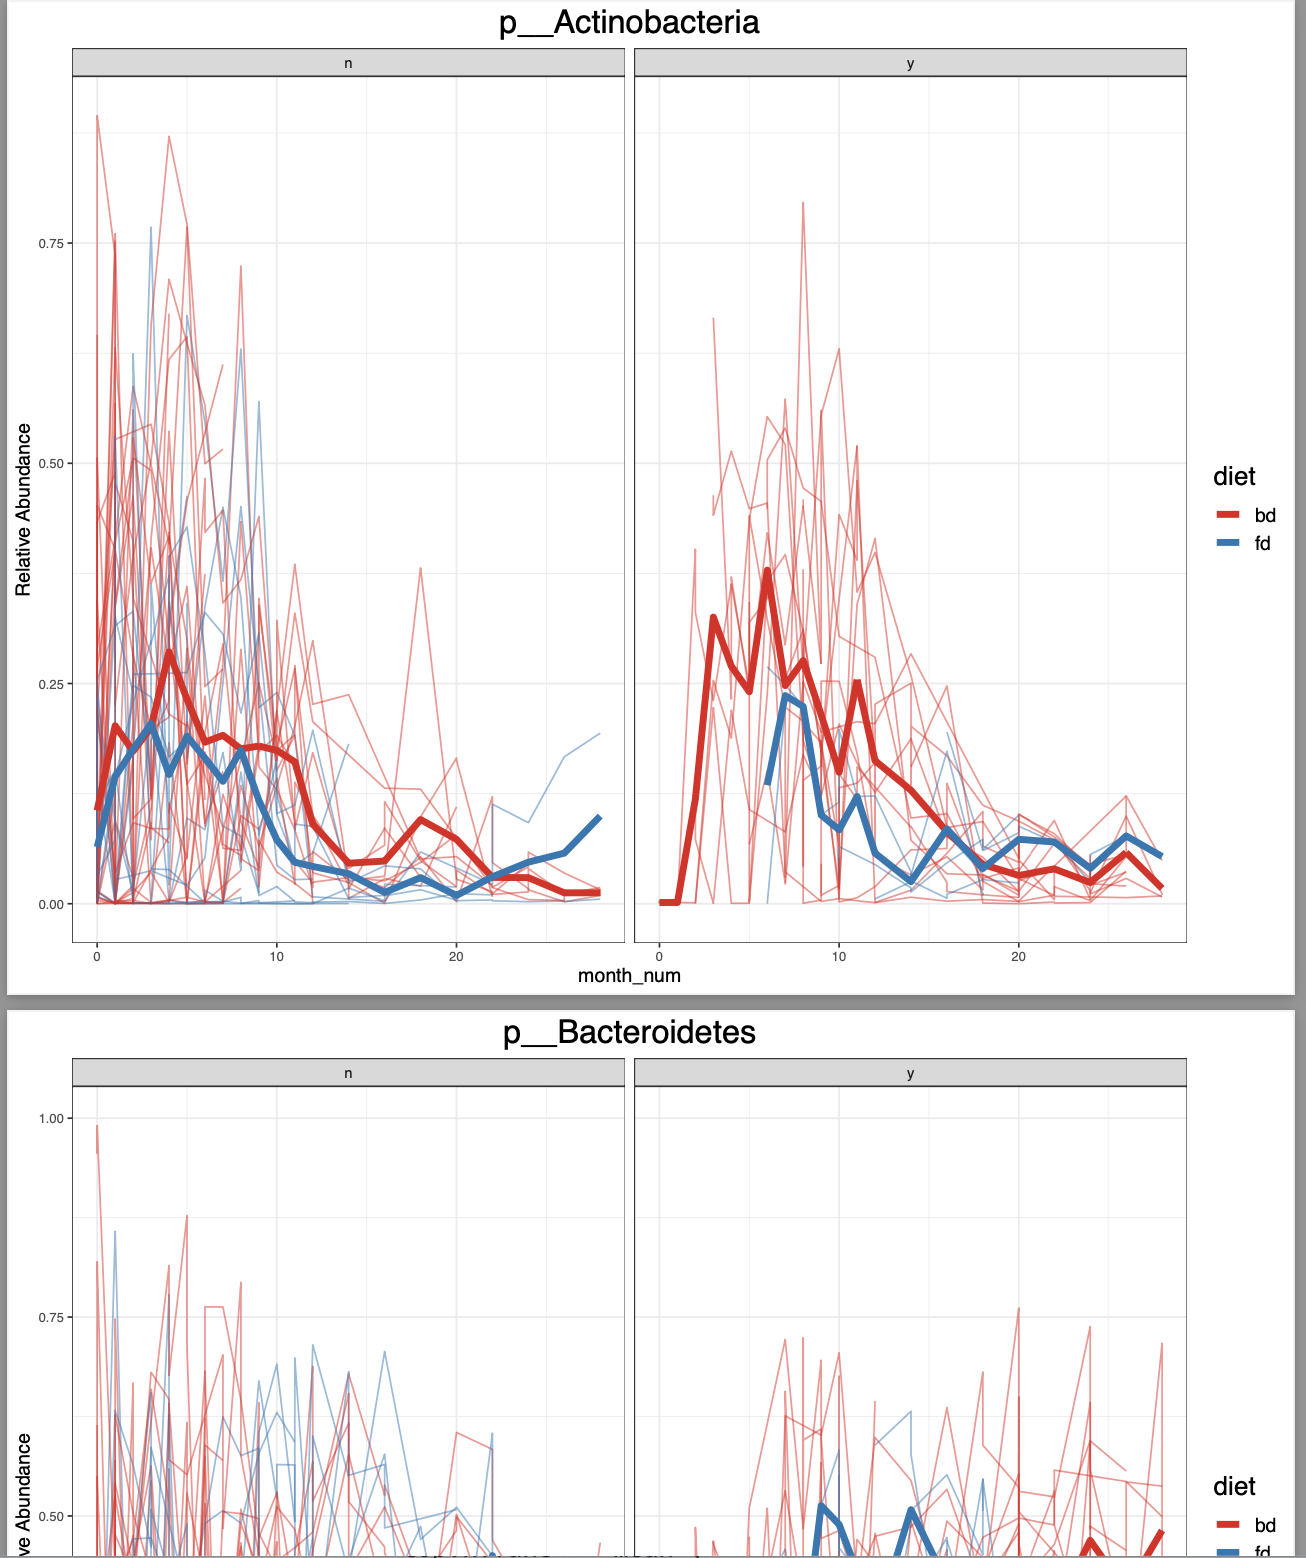 p__Actinobacteria
n
y
0.75
0.50
0.25
0.00
Relative Abundance
0
10
20
0
10
20
month_num
diet
bd
fd
p__Bacteroidetes
n
y
1.00
0.75
0.50
ve Abundance
diet
bd
fd